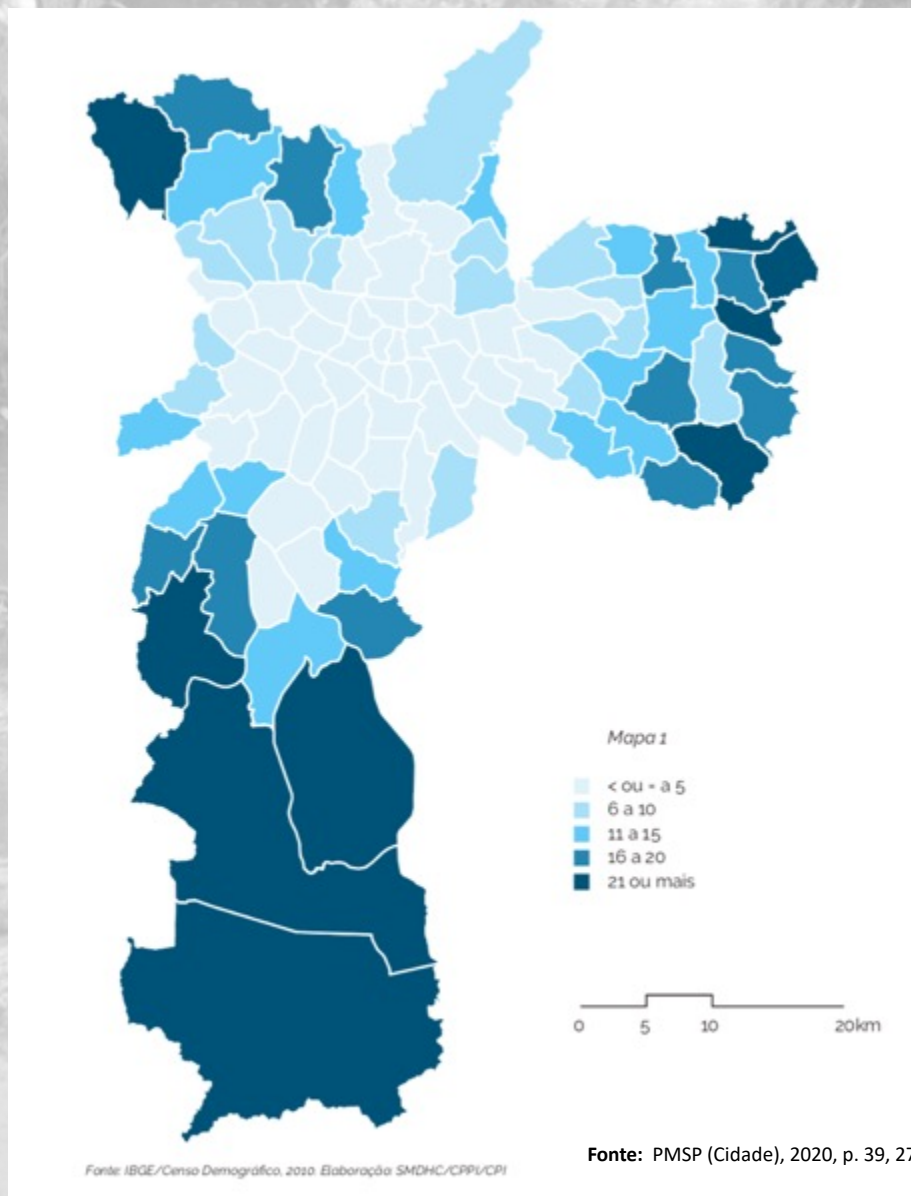 Mapa 1
< ou = a 5
6 a 10
11 a 15
16 a 20
21 ou mais
0 5 10 20km
Fonte: PMSP (Cidade), 2020, p. 39, 27
Fonte: IBGE/Censo Demográfico, 2010. Elaboração: SMDHC/CPPI/CPI